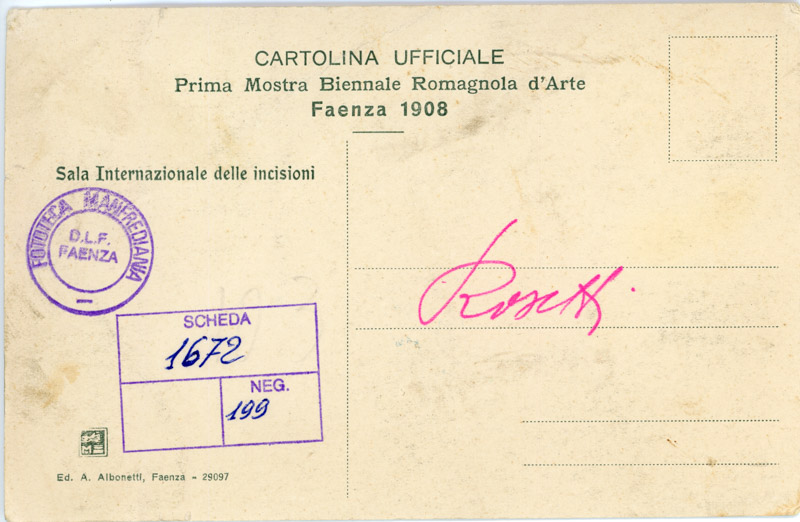 CARTOLINA UFFICIALE
Prima Mostra Biennale Romagnola d'Arte
Faenza 1908
Sala Internazionale delle incisioni
FOTOTECA MANFREDIANA
D.L.F.
FAENZA
Rosetti
SCHEDA
1672
NEG.
199
Ed. A. Albonetti, Faenza - 29097